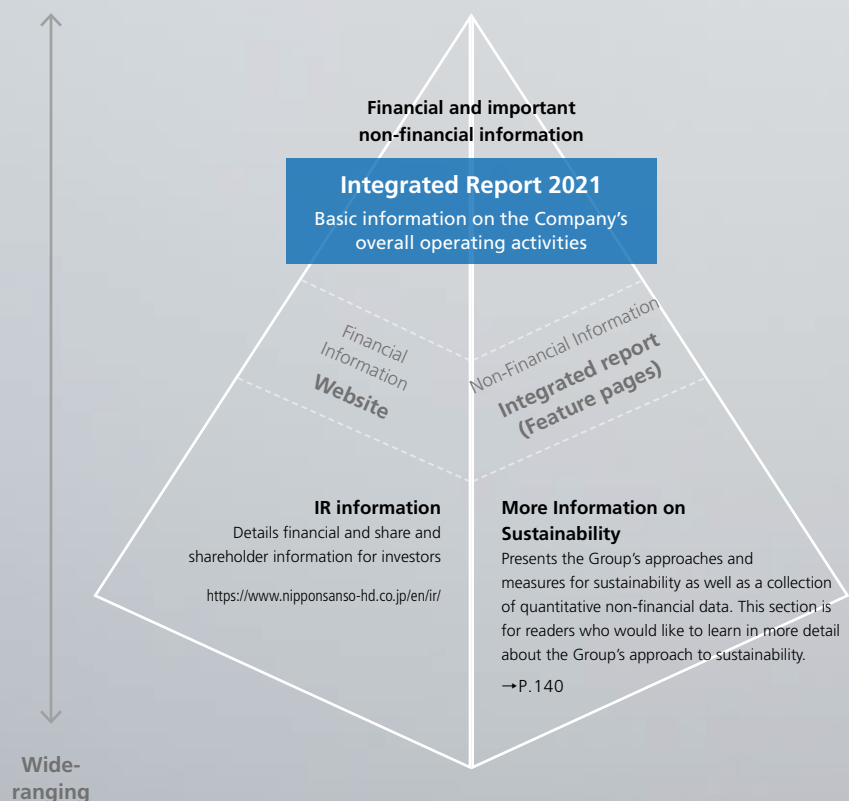 Financial and important
non-financial information
Integrated Report 2021
Basic information on the Company’s
overall operating activities
Financial
Information
Website
Non-Financial Information
Integrated report
(Feature pages)
IR information
Details financial and share and
shareholder information for investors
https://www.nipponsanso-hd.co.jp/en/ir/
More Information on
Sustainability
Presents the Group’s approaches and
measures for sustainability as well as a collection
of quantitative non-financial data. This section is
for readers who would like to learn in more detail
about the Group’s approach to sustainability.
→P.140
Wide-
ranging